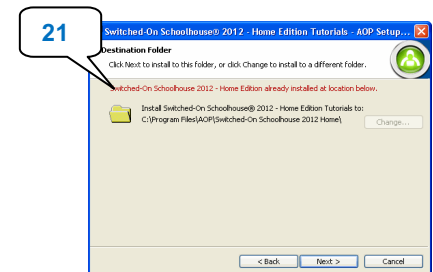 21
Switched-On Schoolhouse® 2012 - Home Edition Tutorials - AOP Setup...
Destination Folder
Click Next to install to this folder, or click Change to install to a different folder.
Switched-On Schoolhouse 2012 - Home Edition already installed at location below.
Install Switched-On Schoolhouse® 2012 - Home Edition Tutorials to:
C:\Program Files\AOP\Switched-On Schoolhouse 2012 Home\
Change...
< Back
Next >
Cancel